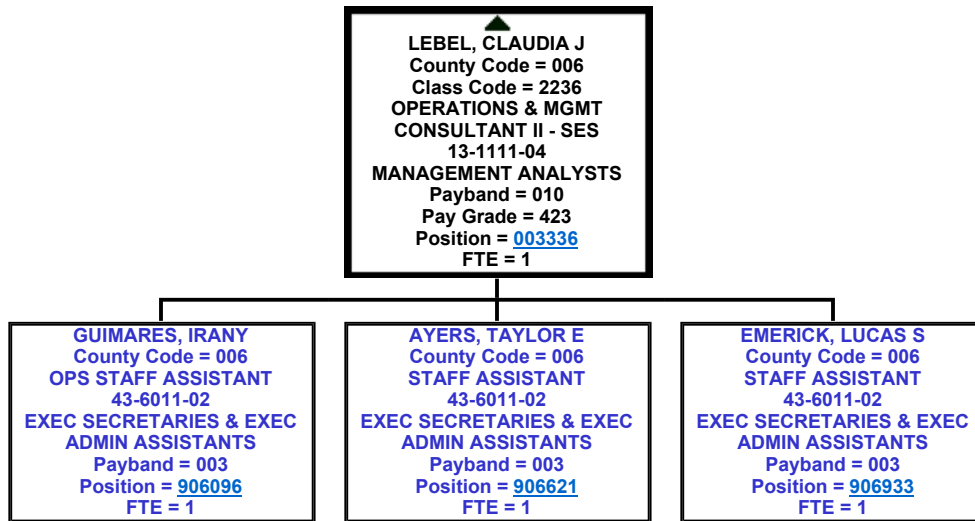 LEBEL, CLAUDIA J
County Code = 006
Class Code = 2236
OPERATIONS & MGMT
CONSULTANT II - SES
13-1111-04
MANAGEMENT ANALYSTS
Payband = 010
Pay Grade = 423
Position = 003336
FTE = 1
GUIMARES, IRANY
County Code = 006
OPS STAFF ASSISTANT
43-6011-02
EXEC SECRETARIES & EXEC
ADMIN ASSISTANTS
Payband = 003
Position = 906096
FTE = 1
AYERS, TAYLOR E
County Code = 006
STAFF ASSISTANT
43-6011-02
EXEC SECRETARIES & EXEC
ADMIN ASSISTANTS
Payband = 003
Position = 906621
FTE = 1
EMERICK, LUCAS S
County Code = 006
STAFF ASSISTANT
43-6011-02
EXEC SECRETARIES & EXEC
ADMIN ASSISTANTS
Payband = 003
Position = 906933
FTE = 1